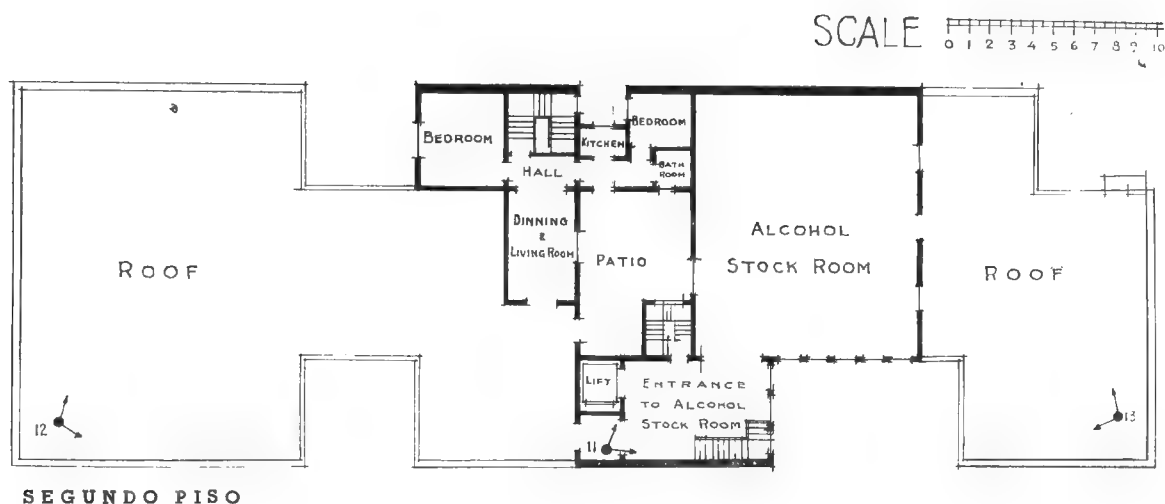 SCALE
0 1 2 3 4 5 6 7 8 9 10
BEDROOM
KITCHEN
BEDROOM
BATH
ROOM
HALL
DINNING
&
LIVING ROOM
PATIO
ALCOHOL
STOCK ROOM
ROOF
ROOF
LIFT
ENTRANCE
TO ALCOHOL
STOCK ROOM
12
11
13
SEGUNDO PISO